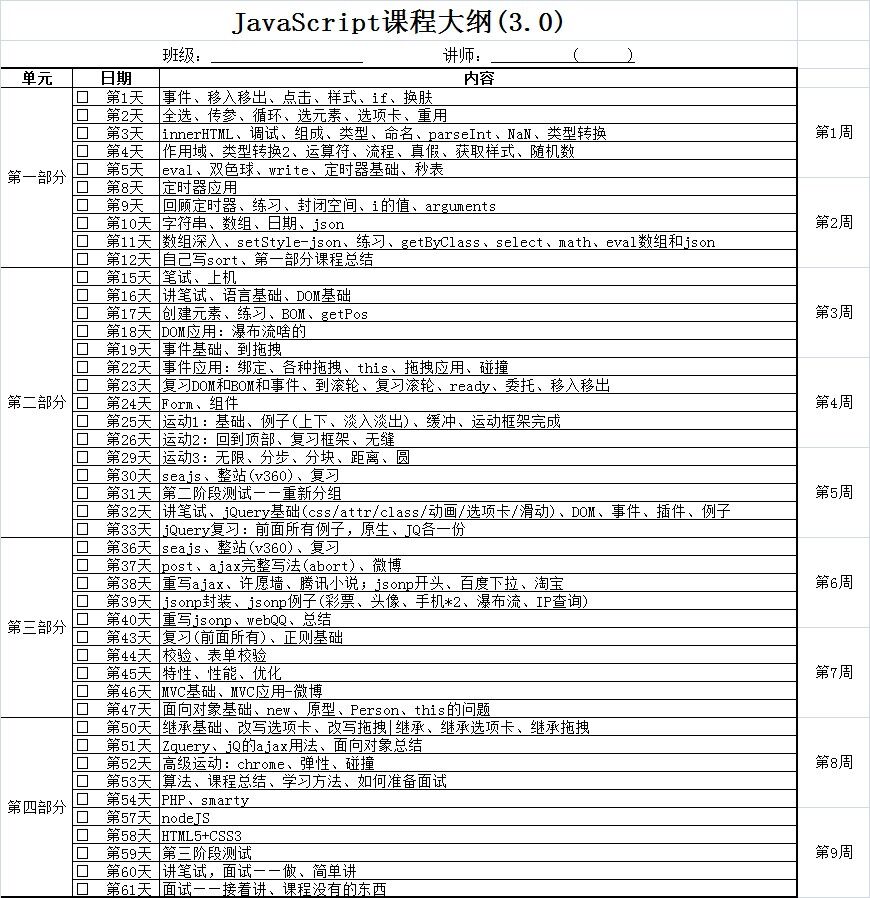 JavaScript课程大纲(3.0)
班级：　　　讲师：　　　(　　　)
单元 日期 内容
第一部分
□ 第1天 事件、移入移出、点击、样式、if、换肤
□ 第2天 全选、传参、循环、选元素、选项卡、重用
□ 第3天 innerHTML、调试、组成、类型、命名、parseInt、NaN、类型转换
□ 第4天 作用域、类型转换2、运算符、流程、真假、获取样式、随机数
□ 第5天 eval、双色球、write、定时器基础、秒表
第1周
□ 第8天 定时器应用
□ 第9天 回顾定时器、练习、封闭空间、i的值、arguments
□ 第10天 字符串、数组、日期、json
□ 第11天 数组深入、setStyle-json、练习、getByClass、select、math、eval数组和json
□ 第12天 自己写sort、第一部分课程总结
第2周
第二部分
□ 第15天 笔试、上机
□ 第16天 讲笔试、语言基础、DOM基础
□ 第17天 创建元素、练习、BOM、getPos
□ 第18天 DOM应用：瀑布流啥的
□ 第19天 事件基础、到拖拽
第3周
□ 第22天 事件应用：绑定、各种拖拽、this、拖拽应用、碰撞
□ 第23天 复习DOM和BOM和事件、到滚轮、复习滚轮、ready、委托、移入移出
□ 第24天 Form、组件
□ 第25天 运动1：基础、例子(上下、淡入淡出)、缓冲、运动框架完成
□ 第26天 运动2：回到顶部、复习框架、无缝
第4周
□ 第29天 运动3：无限、分步、分块、距离、圆
□ 第30天 seajs、整站(v360)、复习
□ 第31天 第二阶段测试——重新分组
□ 第32天 讲笔试、jQuery基础(css/attr/class/动画/选项卡/滑动)、DOM、事件、插件、例子
□ 第33天 jQuery复习：前面所有例子，原生、JQ各一份
第5周
第三部分
□ 第36天 seajs、整站(v360)、复习
□ 第37天 post、ajax完整写法(abort)、微博
□ 第38天 重写ajax、许愿墙、腾讯小说；jsonp开头、百度下拉、淘宝
□ 第39天 jsonp封装、jsonp例子(彩票、头像、手机*2、瀑布流、IP查询)
□ 第40天 重写jsonp、webQQ、总结
第6周
□ 第43天 复习(前面所有)、正则基础
□ 第44天 校验、表单校验
□ 第45天 特性、性能、优化
□ 第46天 MVC基础、MVC应用-微博
□ 第47天 面向对象基础、new、原型、Person、this的问题
第7周
第四部分
□ 第50天 继承基础、改写选项卡、改写拖拽|继承、继承选项卡、继承拖拽
□ 第51天 Zquery、jQ的ajax用法、面向对象总结
□ 第52天 高级运动：chrome、弹性、碰撞
□ 第53天 算法、课程总结、学习方法、如何准备面试
□ 第54天 PHP、smarty
第8周
□ 第57天 nodeJS
□ 第58天 HTML5+CSS3
□ 第59天 第三阶段测试
□ 第60天 讲笔试，面试——做、简单讲
□ 第61天 面试——接着讲、课程没有的东西
第9周